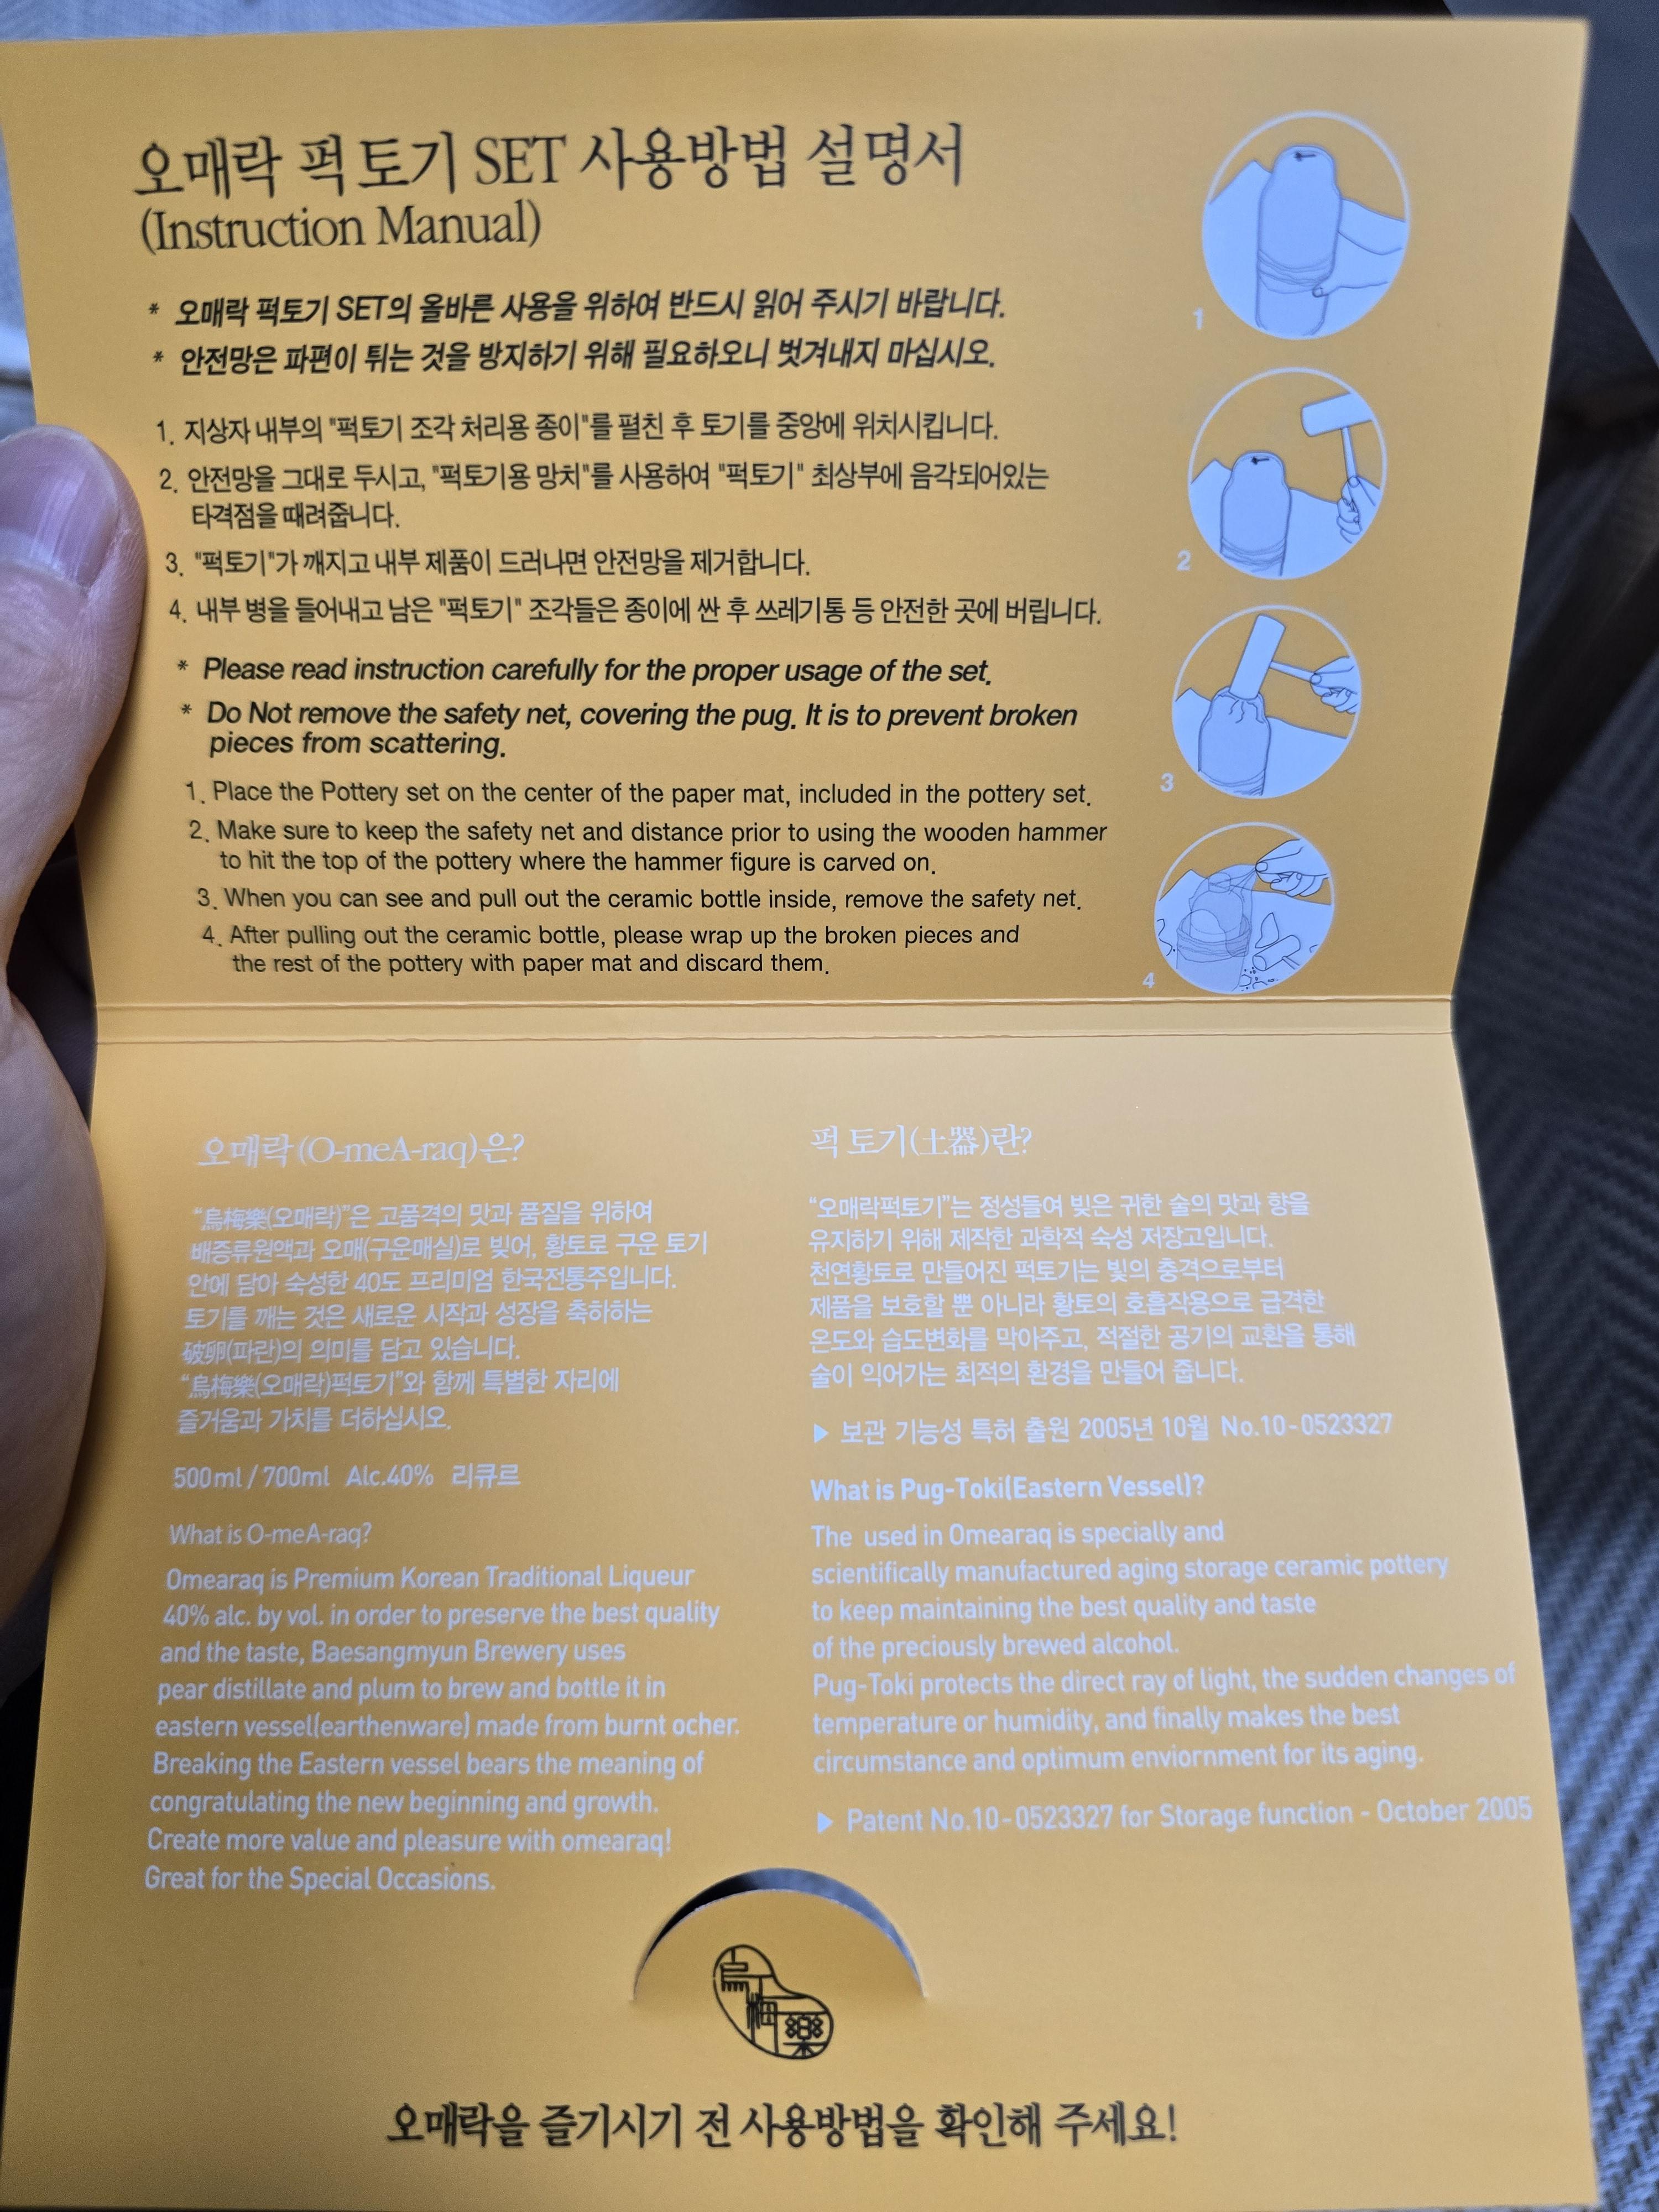 오매락 퍽 토기 SET 사용방법 설명서
(Instruction Manual)
* 오매락 퍽토기 SET의 올바른 사용을 위하여 반드시 읽어 주시기 바랍니다.
* 안전망은 파편이 튀는 것을 방지하기 위해 필요하오니 벗겨내지 마십시오.
1. 지상자 내부의 "퍽토기 조각 처리용 종이"를 펼친 후 토기를 중앙에 위치시킵니다.
2. 안전망을 그대로 두시고, "퍽토기용 망치"를 사용하여 "퍽토기" 최상부에 음각되어있는
타격점을 때려줍니다.
3. "퍽토기"가 깨지고 내부 제품이 드러나면 안전망을 제거합니다.
4. 내부 병을 들어내고 남은 "퍽토기" 조각들은 종이에 싼 후 쓰레기통 등 안전한 곳에 버립니다.
* Please read instruction carefully for the proper usage of the set.
* Do Not remove the safety net, covering the pug. It is to prevent broken
pieces from scattering.
1. Place the Pottery set on the center of the paper mat, included in the pottery set.
2. Make sure to keep the safety net and distance prior to using the wooden hammer
to hit the top of the pottery where the hammer figure is carved on.
3. When you can see and pull out the ceramic bottle inside, remove the safety net.
4. After pulling out the ceramic bottle, please wrap up the broken pieces and
the rest of the pottery with paper mat and discard them.
1
2
3
4
오매락(O-meA-raq)은?
"烏梅樂(오매락)"은 고품격의 맛과 품질을 위하여
배증류원액과 오매(구운매실)로 빚어, 황토로 구운 토기
안에 담아 숙성한 40도 프리미엄 한국전통주입니다.
토기를 깨는 것은 새로운 시작과 성장을 축하하는
破卵(파란)의 의미를 담고 있습니다.
"烏梅樂(오매락)퍽토기"와 함께 특별한 자리에
즐거움과 가치를 더하십시오.
500ml / 700ml Alc.40% 리큐르
What is O-meA-raq?
Omearaq is Premium Korean Traditional Liqueur
40% alc. by vol. in order to preserve the best quality
and the taste, Baesangmyun Brewery uses
pear distillate and plum to brew and bottle it in
eastern vessel(earthenware) made from burnt ocher.
Breaking the Eastern vessel bears the meaning of
congratulating the new beginning and growth.
Create more value and pleasure with omearaq!
Great for the Special Occasions.
퍽 토기(土器)란?
"오매락퍽토기"는 정성들여 빚은 귀한 술의 맛과 향을
유지하기 위해 제작한 과학적 숙성 저장고입니다.
천연황토로 만들어진 퍽토기는 빛의 충격으로부터
제품을 보호할 뿐 아니라 황토의 호흡작용으로 급격한
온도와 습도변화를 막아주고, 적절한 공기의 교환을 통해
술이 익어가는 최적의 환경을 만들어 줍니다.
▶ 보관 기능성 특허 출원 2005년 10월 No.10-0523327
What is Pug-Toki(Eastern Vessel)?
The used in Omearaq is specially and
scientifically manufactured aging storage ceramic pottery
to keep maintaining the best quality and taste
of the preciously brewed alcohol.
Pug-Toki protects the direct ray of light, the sudden changes of
temperature or humidity, and finally makes the best
circumstance and optimum enviornment for its aging.
▶ Patent No.10-0523327 for Storage function - October 2005
烏梅樂
오매락을 즐기시기 전 사용방법을 확인해 주세요!